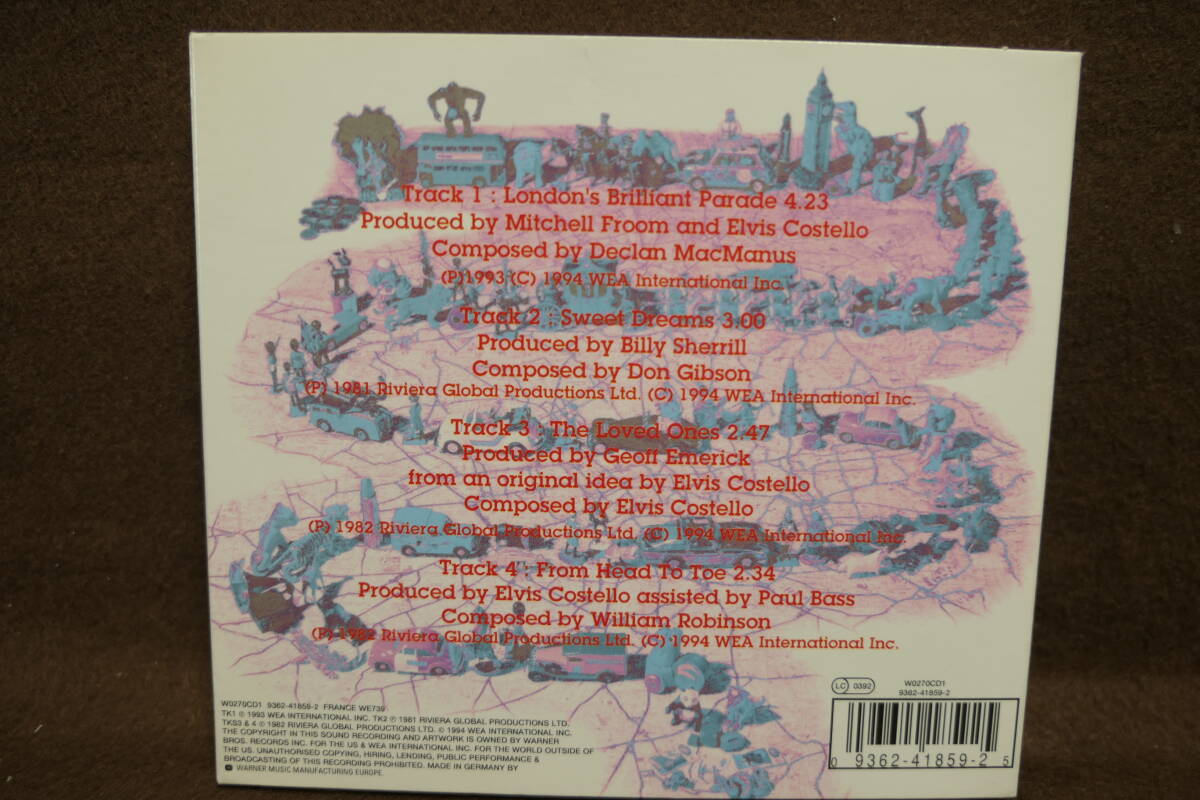 Track 1 : London's Brilliant Parade 4.23
Produced by Mitchell Froom and Elvis Costello
Composed by Declan MacManus
(P)1993 (C) 1994 WEA International Inc.
Track 2 : Sweet Dreams 3.00
Produced by Billy Sherrill
Composed by Don Gibson
(P) 1981 Riviera Global Productions Ltd. (C) 1994 WEA International Inc.
Track 3 : The Loved Ones 2.47
Produced by Geoff Emerick
from an original idea by Elvis Costello
Composed by Elvis Costello
(P) 1982 Riviera Global Productions Ltd. (C) 1994 WEA International Inc.
Track 4 : From Head To Toe 2.34
Produced by Elvis Costello assisted by Paul Bass
Composed by William Robinson
(P) 1982 Riviera Global Productions Ltd. (C) 1994 WEA International Inc.
W0270CD1 9362-41859-2 FRANCE WE739
TK1 ℗ 1993 WEA INTERNATIONAL INC. TK2 ℗ 1981 RIVIERA GLOBAL PRODUCTIONS LTD.
TKS3 & 4 ℗ 1982 RIVIERA GLOBAL PRODUCTIONS LTD. © 1994 WEA INTERNATIONAL INC.
THE COPYRIGHT IN THIS SOUND RECORDING AND ARTWORK IS OWNED BY WARNER
BROS. RECORDS INC. FOR THE US & WEA INTERNATIONAL INC. FOR THE WORLD OUTSIDE OF
THE US. UNAUTHORISED COPYING, HIRING, LENDING, PUBLIC PERFORMANCE &
BROADCASTING OF THIS RECORDING PROHIBITED. MADE IN GERMANY BY
WARNER MUSIC MANUFACTURING EUROPE.
LC 0392
W0270CD1
9362-41859-2
0 9362-41859-2 5